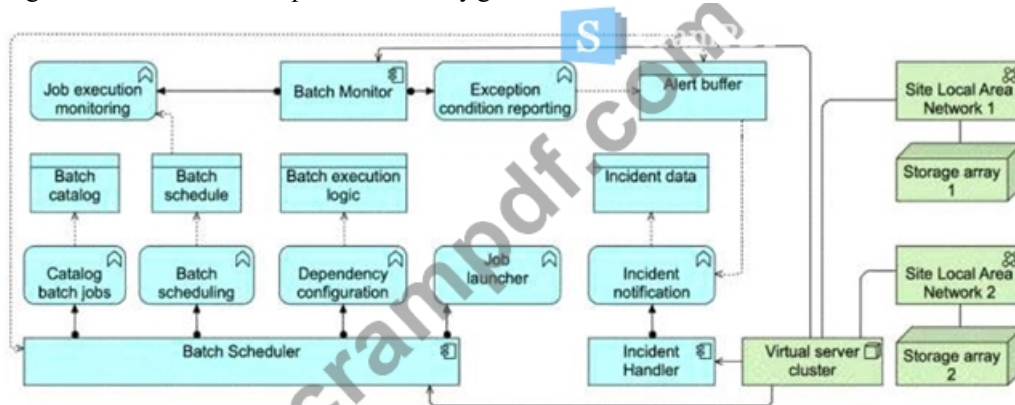 S
Job execution
monitoring
Batch Monitor
Exception
condition reporting
Alert buffer
Site Local Area
Network 1
Storage array
1
Batch
catalog
Batch
schedule
Batch execution
logic
Incident data
Catalog
batch jobs
Batch
scheduling
Dependency
configuration
Job
launcher
Incident
notification
Site Local Area
Network 2
Storage array
2
Batch Scheduler
Incident
Handler
Virtual server
cluster
crampdf.com